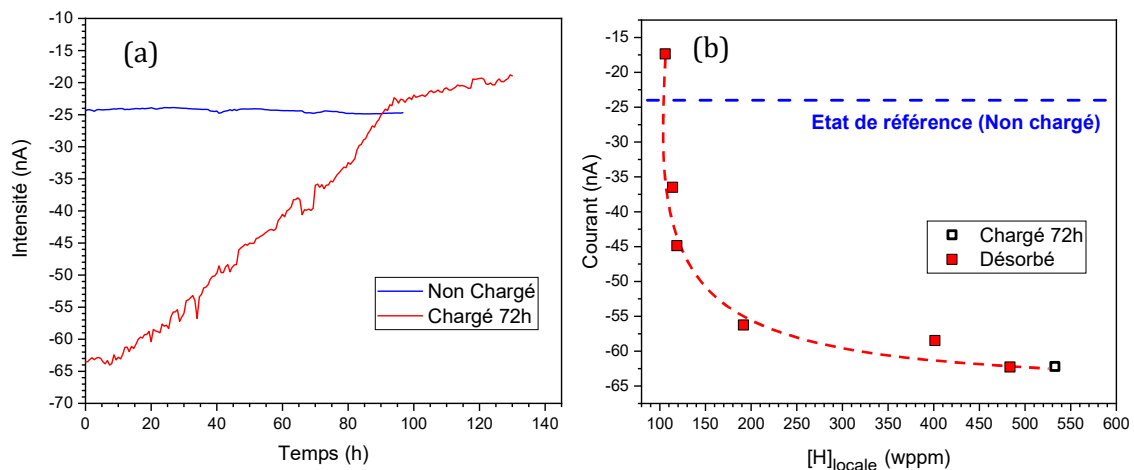 (a)
-10
-15
-20
-25
-30
-35
-40
-45
-50
-55
-60
-65
-70
Intensité (nA)
Non Chargé
Chargé 72h
0 20 40 60 80 100 120 140
Temps (h)
(b)
-15
-20
-25
-30
-35
-40
-45
-50
-55
-60
-65
Courant (nA)
Etat de référence (Non chargé)
Chargé 72h
Désorbé
100 150 200 250 300 350 400 450 500 550 600
[H]locale (wppm)